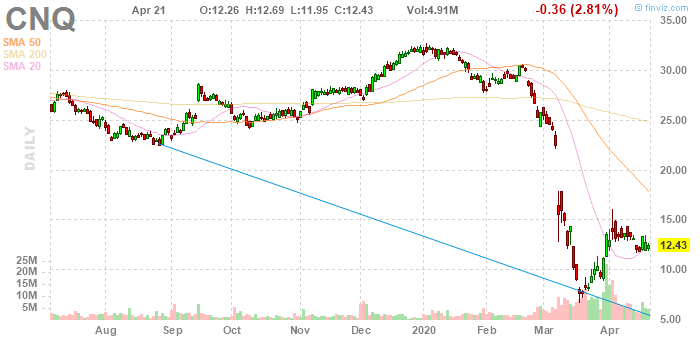 CNQ Apr 21 O:12.26 H:12.69 L:11.95 C:12.43 Vol:4.91M -0.36 (2.81%) © finviz.com
SMA 50
SMA 200
SMA 20
DAILY
35.00
30.00
25.00
20.00
15.00
12.43
10.00
5.00
25M
20M
15M
10M
5M
Aug Sep Oct Nov Dec 2020 Feb Mar Apr